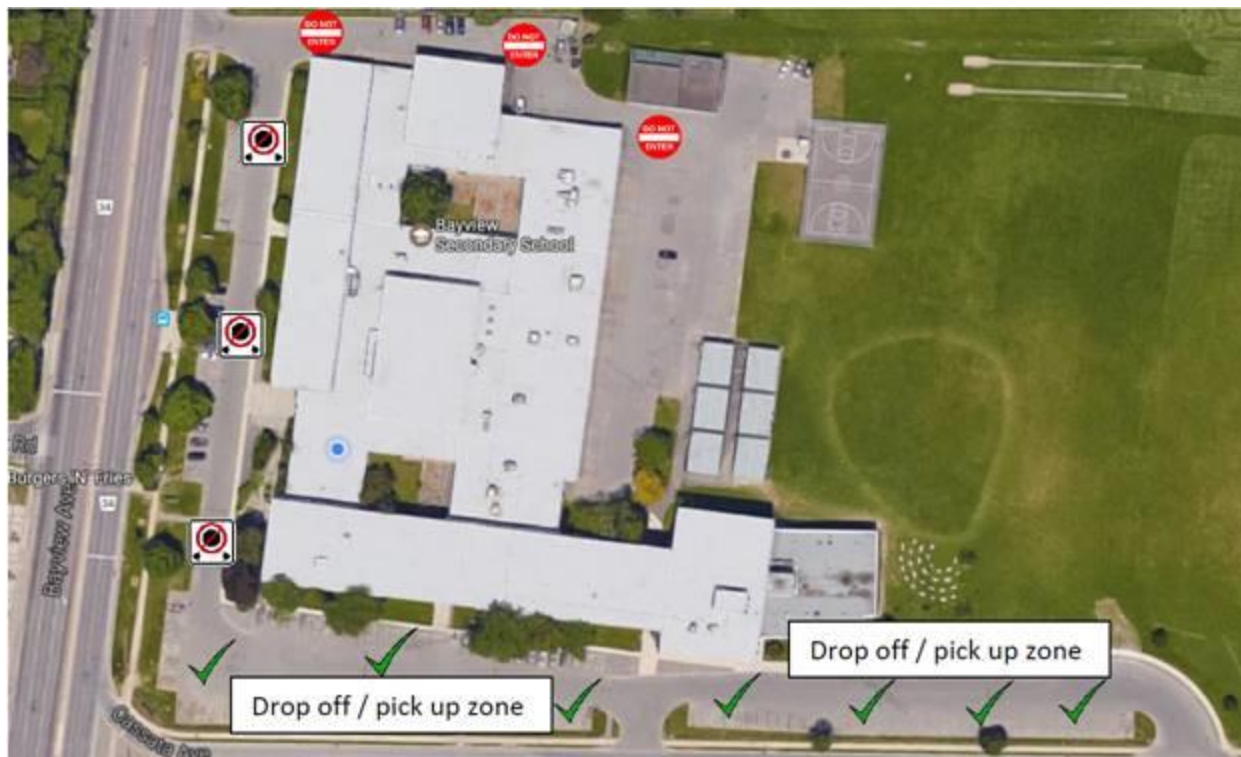 DO NOT
ENTER
DO NOT
ENTER
DO NOT
ENTER
34
Bayview
Secondary School
Rd
Burgers 'N' Fries
34
Bayview Ave
Drop off / pick up zone
Drop off / pick up zone